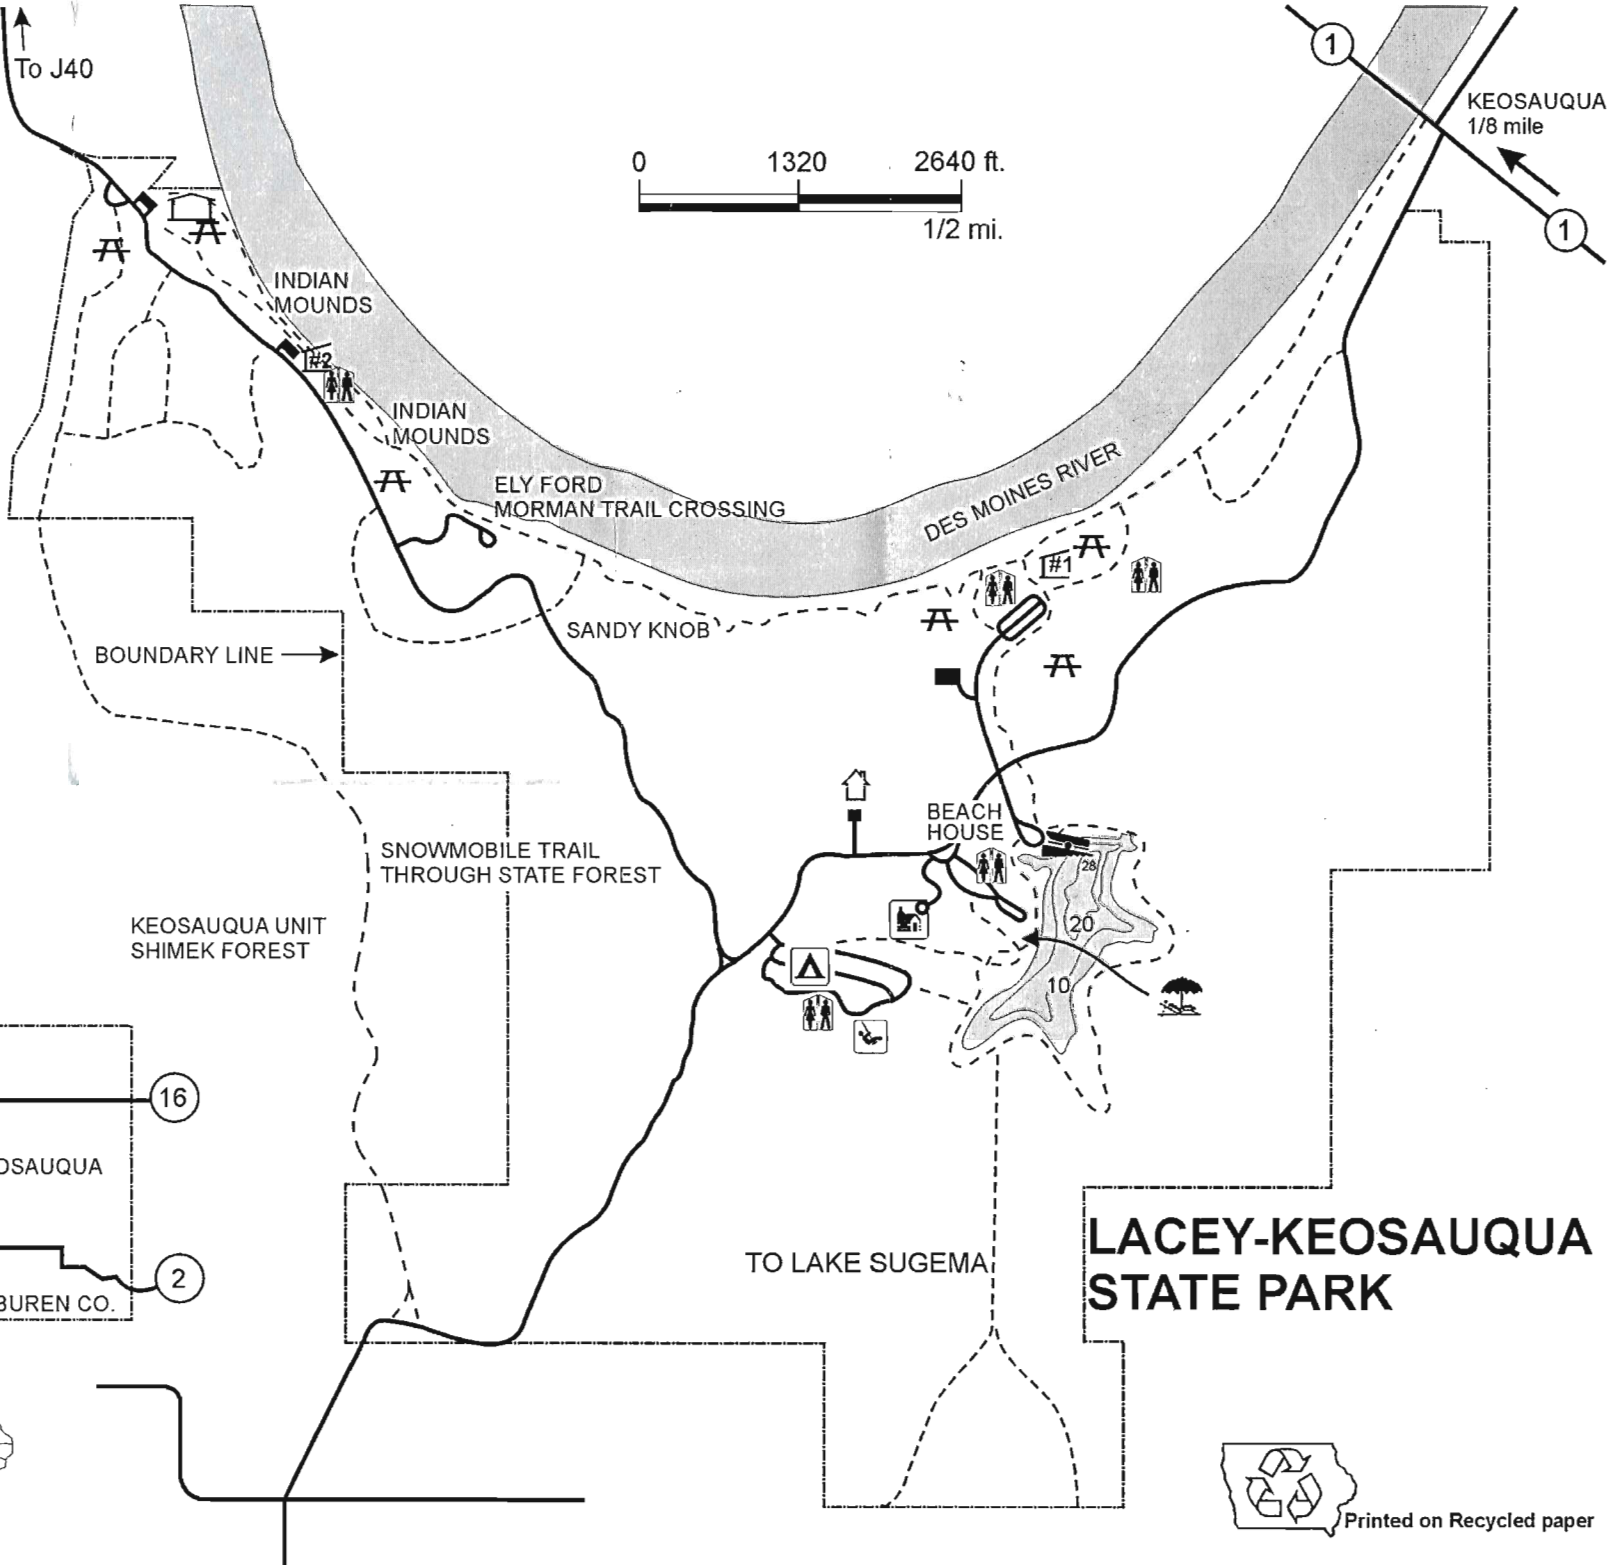 To J40
1
KEOSAUQUA
1/8 mile
1
0 1320 2640 ft.
1/2 mi.
INDIAN
MOUNDS
#2
INDIAN
MOUNDS
ELY FORD
MORMAN TRAIL CROSSING
DES MOINES RIVER
#1
SANDY KNOB
BOUNDARY LINE
BEACH
HOUSE
SNOWMOBILE TRAIL
THROUGH STATE FOREST
28
20
10
KEOSAUQUA UNIT
SHIMEK FOREST
16
OSAUQUA
2
BUREN CO.
TO LAKE SUGEMA
LACEY-KEOSAUQUA
STATE PARK
Printed on Recycled paper